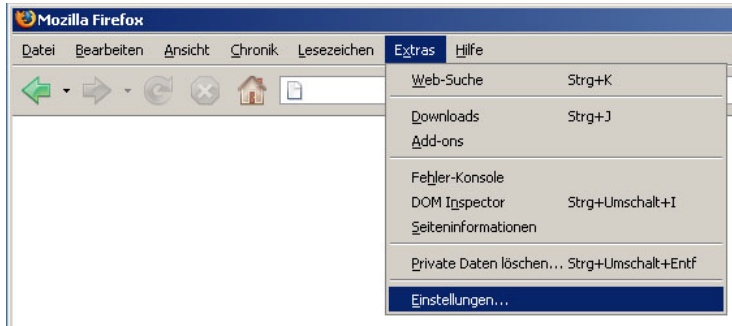 Mozilla Firefox
Datei Bearbeiten Ansicht Chronik Lesezeichen Extras Hilfe
Web-Suche Strg+K
Downloads Strg+J
Add-ons
Fehler-Konsole
DOM Inspector Strg+Umschalt+I
Seiteninformationen
Private Daten löschen... Strg+Umschalt+Entf
Einstellungen...